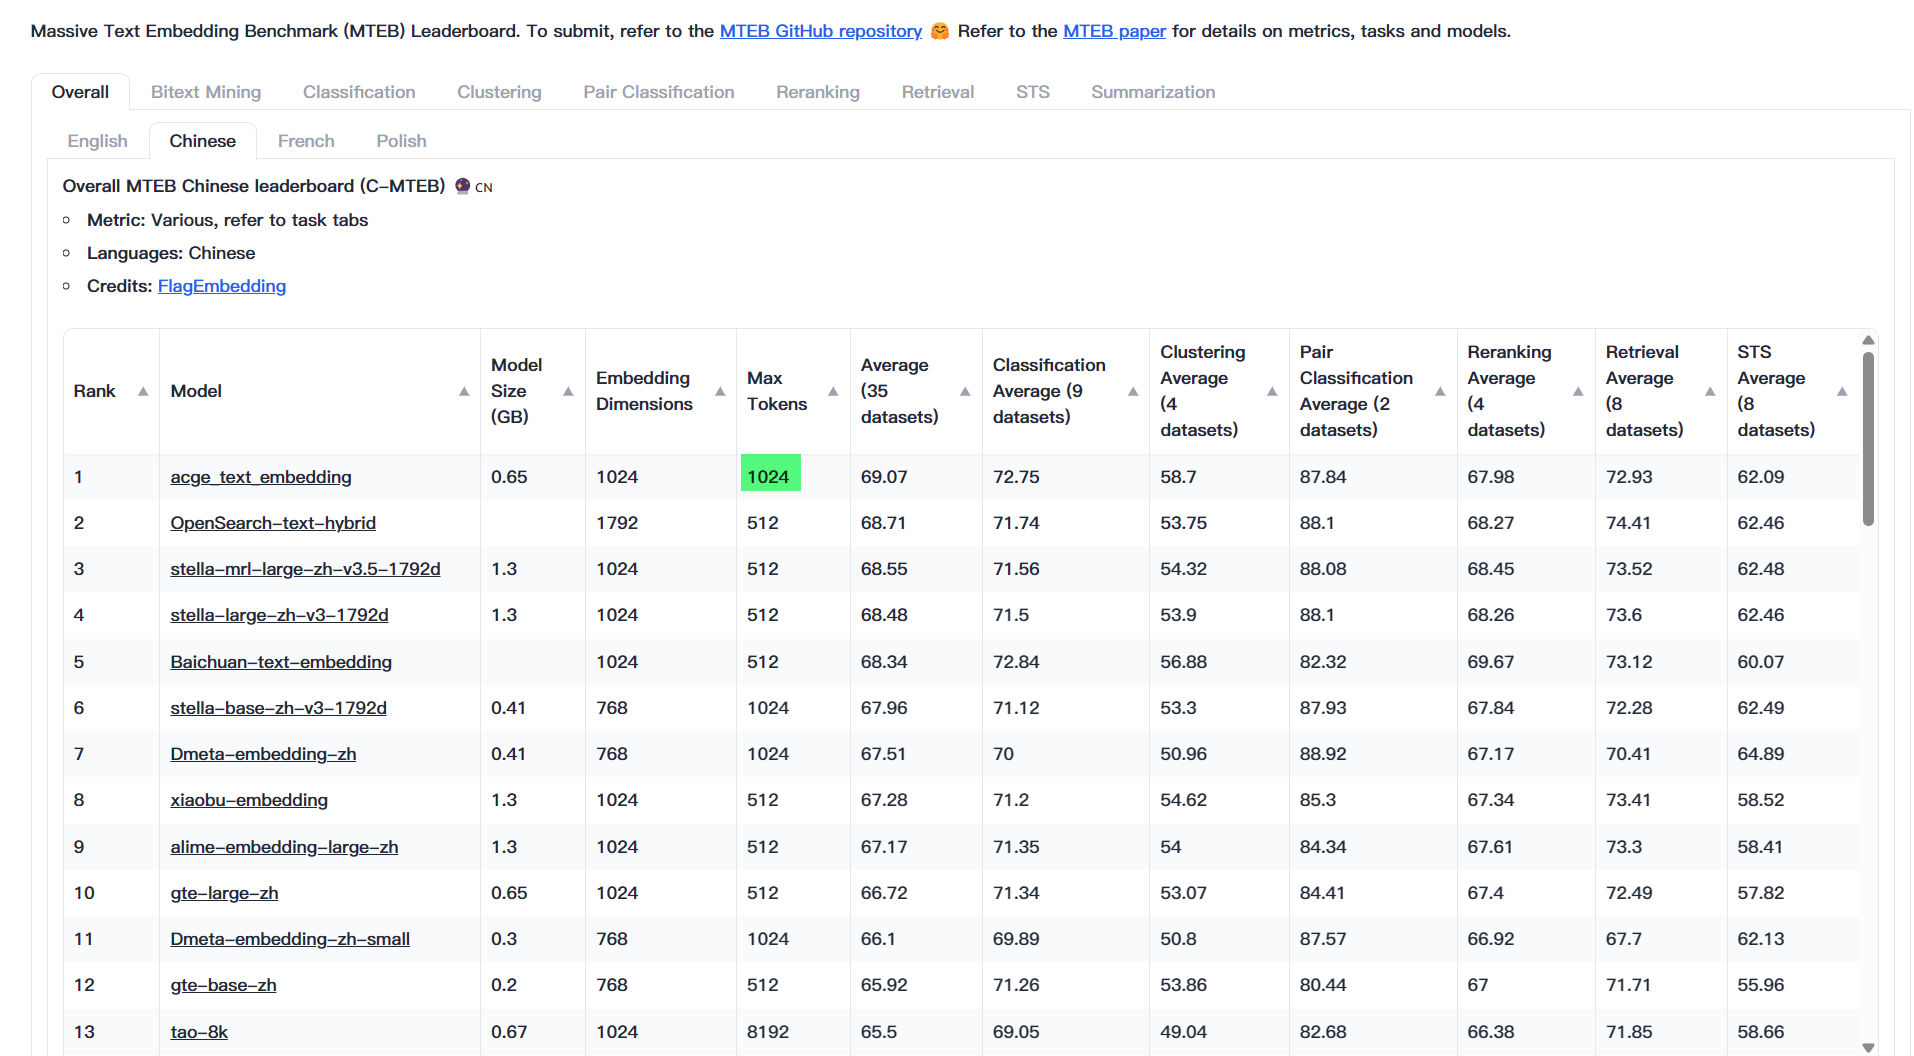 Massive Text Embedding Benchmark (MTEB) Leaderboard. To submit, refer to the MTEB GitHub repository 🤗 Refer to the MTEB paper for details on metrics, tasks and models.
Overall Bitext Mining Classification Clustering Pair Classification Reranking Retrieval STS Summarization
English Chinese French Polish
Overall MTEB Chinese leaderboard (C-MTEB) 🔮 CN
Metric: Various, refer to task tabs
Languages: Chinese
Credits: FlagEmbedding
Rank Model Model Size (GB) Embedding Dimensions Max Tokens Average (35 datasets) Classification Average (9 datasets) Clustering Average (4 datasets) Pair Classification Average (2 datasets) Reranking Average (4 datasets) Retrieval Average (8 datasets) STS Average (8 datasets)
1 acge_text_embedding 0.65 1024 1024 69.07 72.75 58.7 87.84 67.98 72.93 62.09
2 OpenSearch-text-hybrid 1792 512 68.71 71.74 53.75 88.1 68.27 74.41 62.46
3 stella-mrl-large-zh-v3.5-1792d 1.3 1024 512 68.55 71.56 54.32 88.08 68.45 73.52 62.48
4 stella-large-zh-v3-1792d 1.3 1024 512 68.48 71.5 53.9 88.1 68.26 73.6 62.46
5 Baichuan-text-embedding 1024 512 68.34 72.84 56.88 82.32 69.67 73.12 60.07
6 stella-base-zh-v3-1792d 0.41 768 1024 67.96 71.12 53.3 87.93 67.84 72.28 62.49
7 Dmeta-embedding-zh 0.41 768 1024 67.51 70 50.96 88.92 67.17 70.41 64.89
8 xiaobu-embedding 1.3 1024 512 67.28 71.2 54.62 85.3 67.34 73.41 58.52
9 alime-embedding-large-zh 1.3 1024 512 67.17 71.35 54 84.34 67.61 73.3 58.41
10 gte-large-zh 0.65 1024 512 66.72 71.34 53.07 84.41 67.4 72.49 57.82
11 Dmeta-embedding-zh-small 0.3 768 1024 66.1 69.89 50.8 87.57 66.92 67.7 62.13
12 gte-base-zh 0.2 768 512 65.92 71.26 53.86 80.44 67 71.71 55.96
13 tao-8k 0.67 1024 8192 65.5 69.05 49.04 82.68 66.38 71.85 58.66